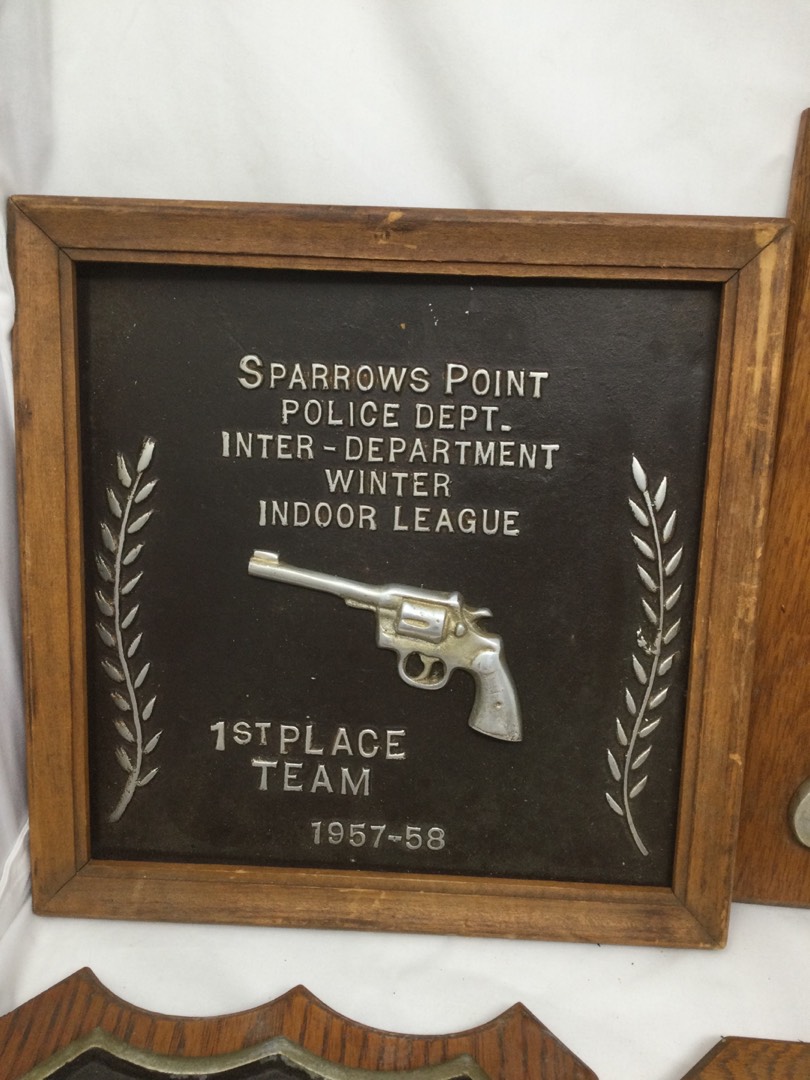 SPARROWS POINT
POLICE DEPT.
INTER-DEPARTMENT
WINTER
INDOOR LEAGUE
1ST PLACE
TEAM
1957-58